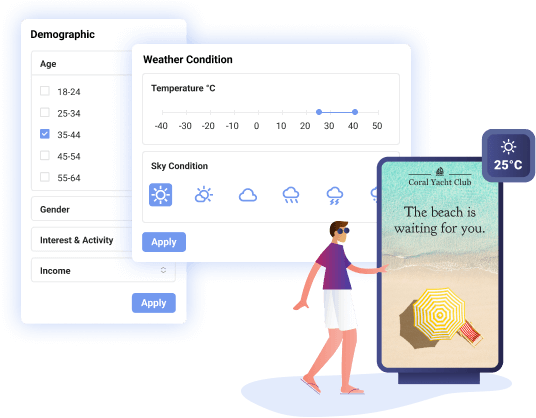 Demographic
Age
18-24
25-34
35-44
45-54
55-64
Gender
Interest & Activity
Income
Apply
Weather Condition
Temperature °C
-40 -30 -20 -10 0 10 20 30 40 50
Sky Condition
Apply
25°C
Coral Yacht Club
The beach is
waiting for you.